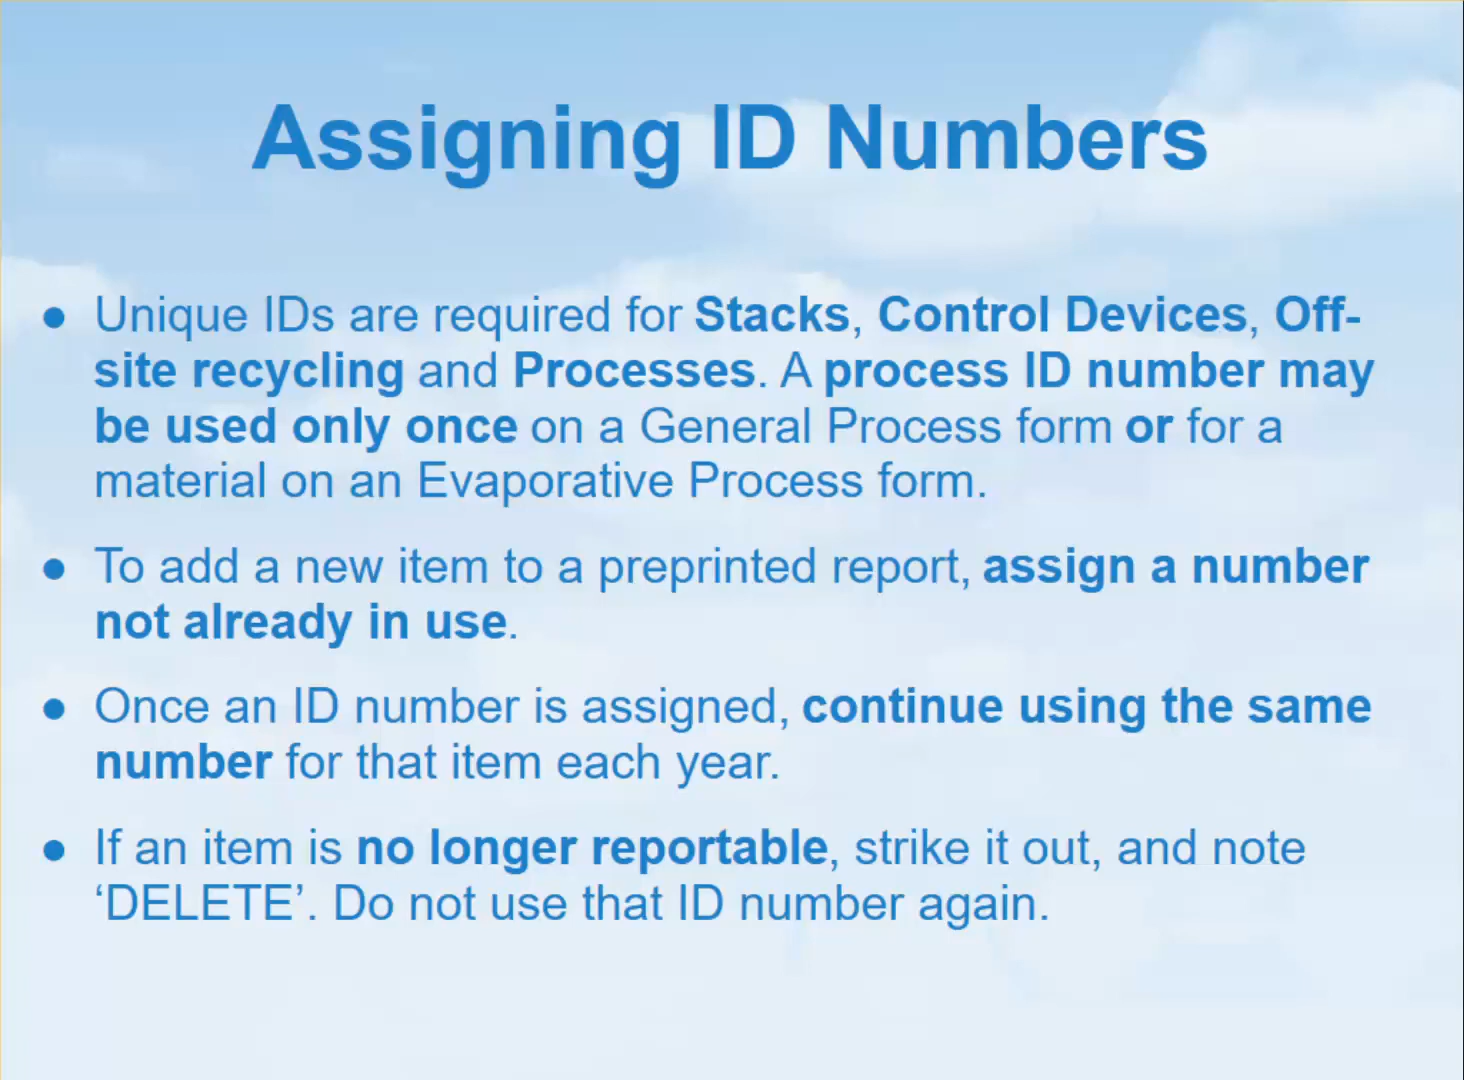 Assigning ID Numbers
● Unique IDs are required for Stacks, Control Devices, Off-
site recycling and Processes. A process ID number may
be used only once on a General Process form or for a
material on an Evaporative Process form.
● To add a new item to a preprinted report, assign a number
not already in use.
● Once an ID number is assigned, continue using the same
number for that item each year.
● If an item is no longer reportable, strike it out, and note
‘DELETE’. Do not use that ID number again.